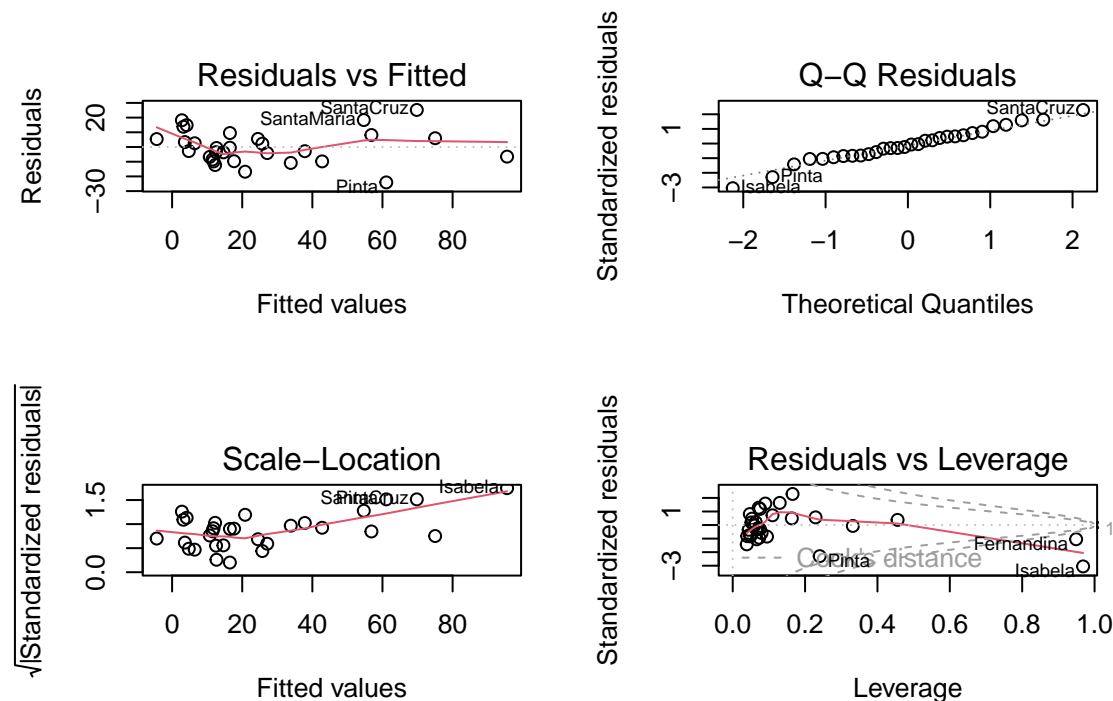 Residuals vs Fitted
Residuals
20
−30
SantaCruz
SantaMaria
Pinta
0 20 40 60 80
Fitted values
Q−Q Residuals
Standardized residuals
1
−3
SantaCruz
Pinta
Isabela
−2 −1 0 1 2
Theoretical Quantiles
Scale−Location
√|Standardized residuals|
1.5
0.0
Isabela
SantaCruz
Pinta
0 20 40 60 80
Fitted values
Residuals vs Leverage
Standardized residuals
1
−3
1
Fernandina
Cook's distance
Pinta
Isabela
0.0 0.2 0.4 0.6 0.8 1.0
Leverage